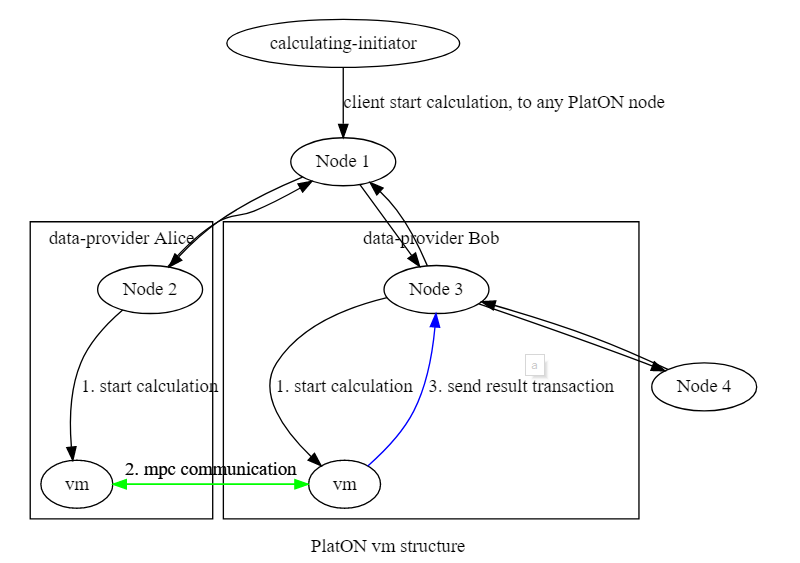 calculating-initiator
client start calculation, to any PlatON node
Node 1
data-provider Alice
data-provider Bob
Node 2
Node 3
1. start calculation
1. start calculation
3. send result transaction
a
Node 4
2. mpc communication
vm
vm
PlatON vm structure